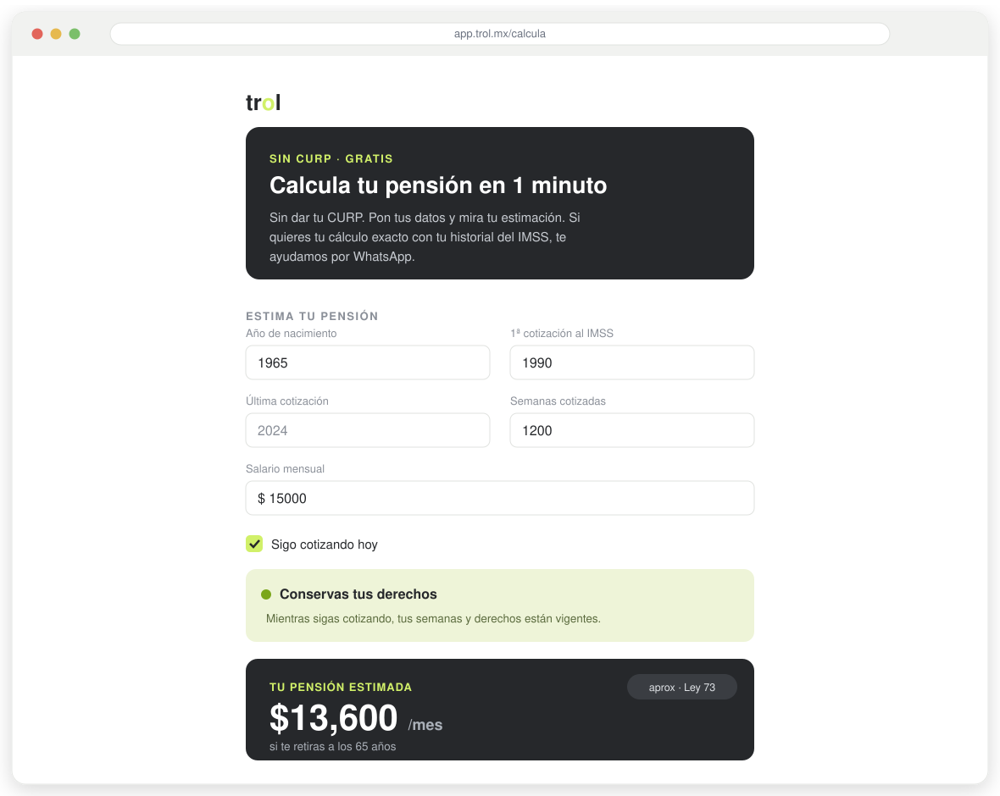 app.trol.mx/calcula
trol
SIN CURP · GRATIS
Calcula tu pensión en 1 minuto
Sin dar tu CURP. Pon tus datos y mira tu estimación. Si
quieres tu cálculo exacto con tu historial del IMSS, te
ayudamos por WhatsApp.
ESTIMA TU PENSIÓN
Año de nacimiento
1965
1ª cotización al IMSS
1990
Última cotización
2024
Semanas cotizadas
1200
Salario mensual
$ 15000
Sigo cotizando hoy
Conservas tus derechos
Mientras sigas cotizando, tus semanas y derechos están vigentes.
TU PENSIÓN ESTIMADA
aprox · Ley 73
$13,600 /mes
si te retiras a los 65 años